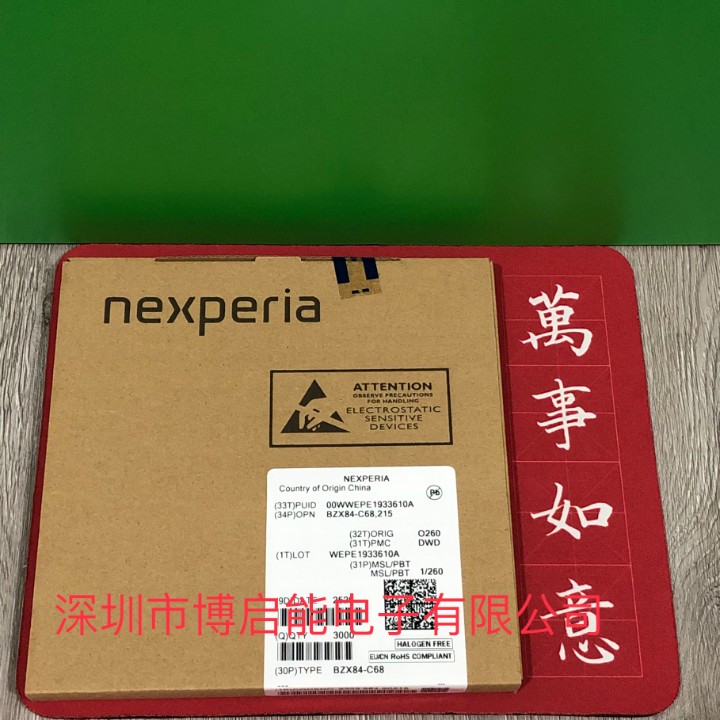 nexperia
ATTENTION
OBSERVE PRECAUTIONS
FOR HANDLING
ELECTROSTATIC
SENSITIVE
DEVICES
NEXPERIA
Country of Origin China
Pb
(33T)PUID 00WWEPE1933610A
(34P)OPN BZX84-C68,215
(32T)ORIG O260
(31T)PMC DWD
(1T)LOT WEPE1933610A
(31P)MSL/PBT
MSL/PBT 1/260
深圳市博启能电子有限公司
(Q)QTY 3000
HALOGEN FREE
EU/CN RoHS COMPLIANT
(30P)TYPE BZX84-C68
萬事如意